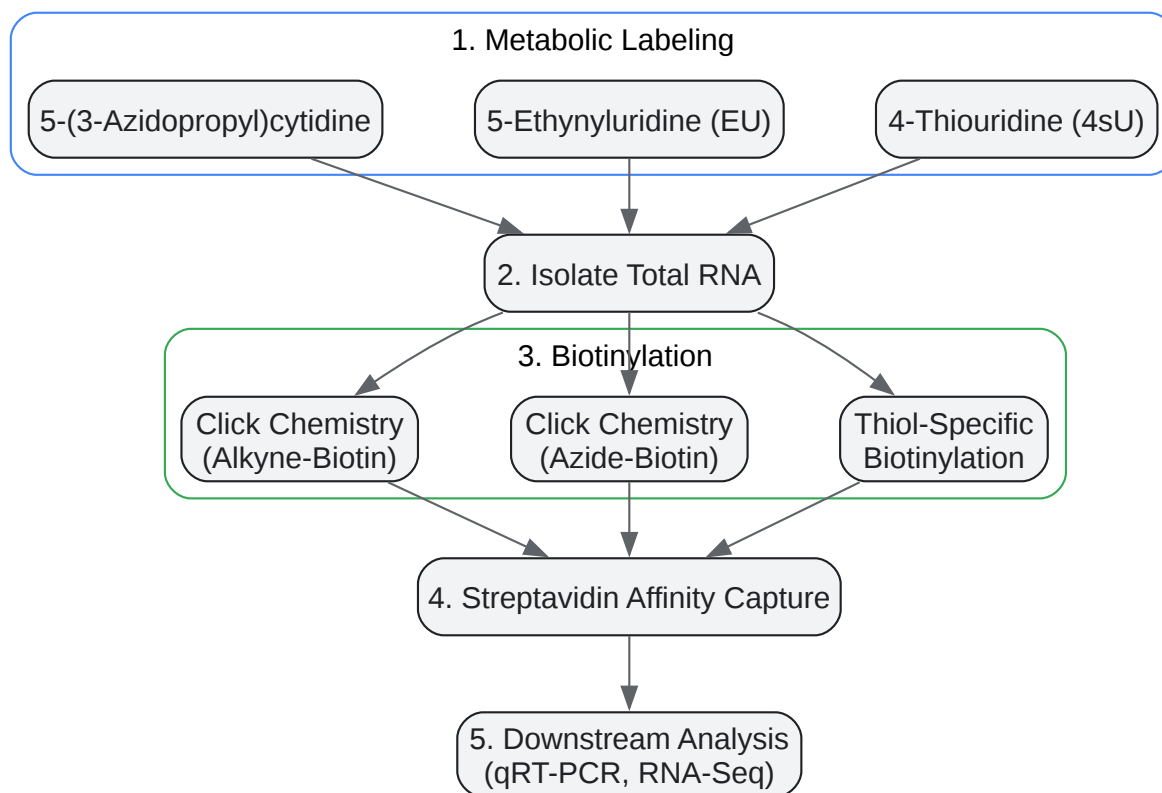 1. Metabolic Labeling
5-(3-Azidopropyl)cytidine
5-Ethynyluridine (EU)
4-Thiouridine (4sU)
2. Isolate Total RNA
3. Biotinylation
Click Chemistry
(Alkyne-Biotin)
Click Chemistry
(Azide-Biotin)
Thiol-Specific
Biotinylation
4. Streptavidin Affinity Capture
5. Downstream Analysis
(qRT-PCR, RNA-Seq)